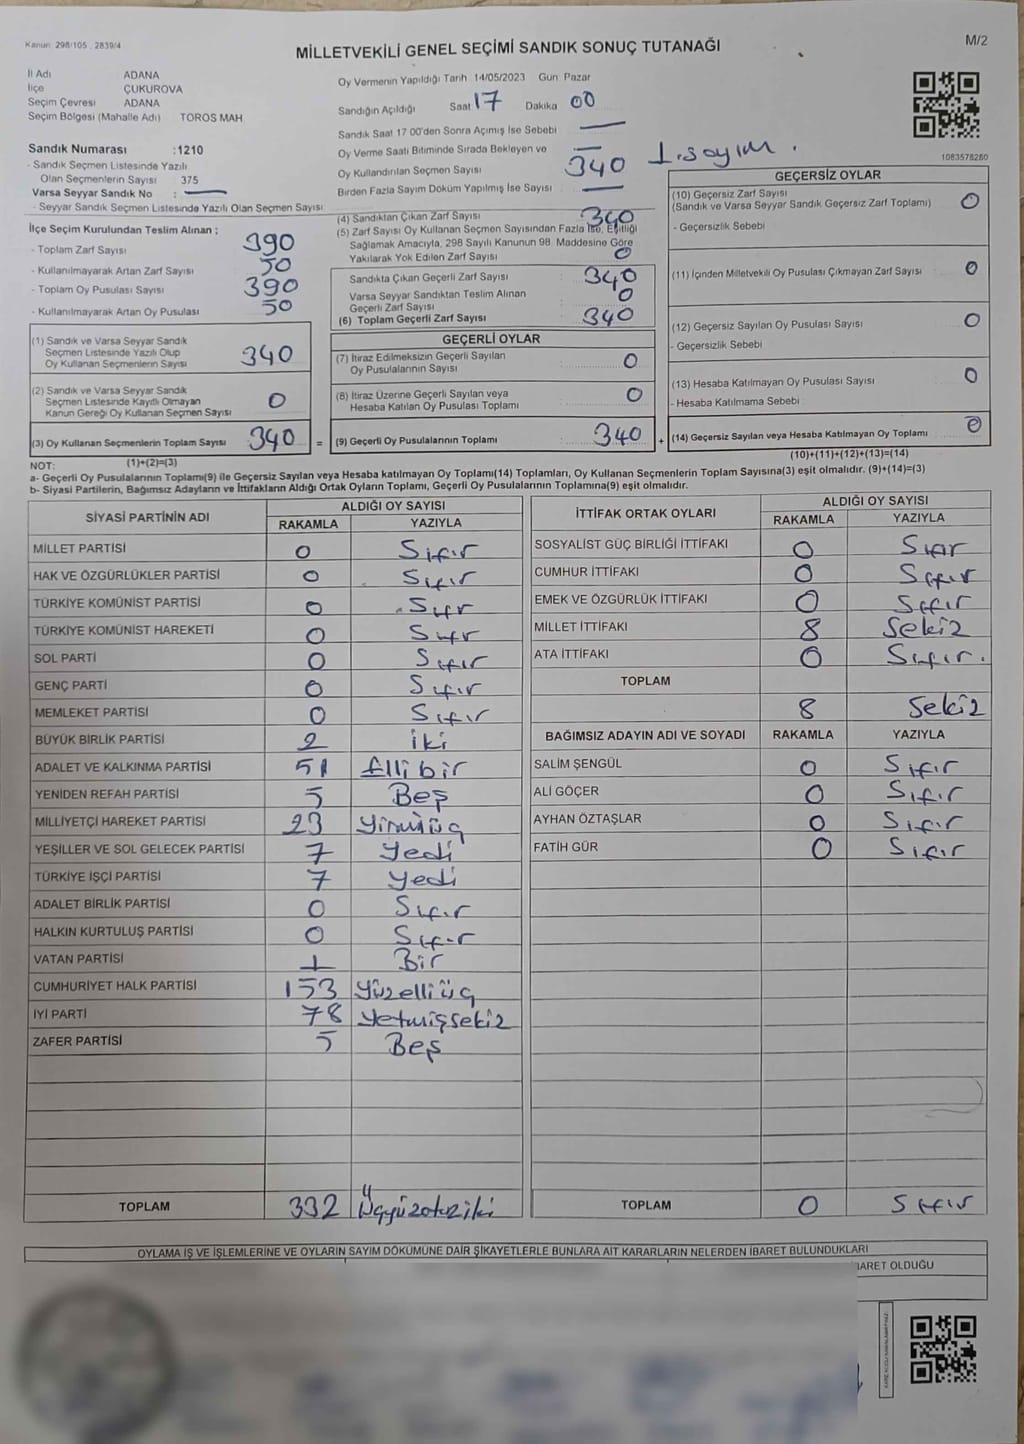 Kanun: 298/105 , 2839/4
MİLLETVEKİLİ GENEL SEÇİMİ SANDIK SONUÇ TUTANAĞI
M/2
İl Adı ADANA
İlçe ÇUKUROVA
Seçim Çevresi ADANA
Seçim Bölgesi (Mahalle Adı) TOROS MAH
Sandık Numarası :1210
- Sandık Seçmen Listesinde Yazılı
Olan Seçmenlerin Sayısı : 375
Varsa Seyyar Sandık No :
- Seyyar Sandık Seçmen Listesinde Yazılı Olan Seçmen Sayısı:
Oy Vermenin Yapıldığı Tarih 14/05/2023 Gün Pazar
Sandığın Açıldığı Saat 17 Dakika 00
Sandık Saat 17 00'den Sonra Açımış İse Sebebi
Oy Verme Saati Bitiminde Sırada Bekleyen ve
Oy Kullandırılan Seçmen Sayısı : 340 1. sayım.
Birden Fazla Sayım Döküm Yapılmış İse Sayısı :
1083578280
İlçe Seçim Kurulundan Teslim Alınan ;
- Toplam Zarf Sayısı 390
- Kullanılmayarak Artan Zarf Sayısı 50
- Toplam Oy Pusulası Sayısı 390
- Kullanılmayarak Artan Oy Pusulası 50
(1) Sandık ve Varsa Seyyar Sandık
Seçmen Listesinde Yazılı Olup
Oy Kullanan Seçmenlerin Sayısı 340
(2) Sandık ve Varsa Seyyar Sandık
Seçmen Listesinde Kayıtlı Olmayan
Kanun Gereği Oy Kullanan Seçmen Sayısı 0
(3) Oy Kullanan Seçmenlerin Toplam Sayısı 340 =
(1)+(2)=(3)
(4) Sandıktan Çıkan Zarf Sayısı 340
(5) Zarf Sayısı Oy Kullanan Seçmen Sayısından Fazla İse, Eşitliği
Sağlamak Amacıyla, 298 Sayılı Kanunun 98. Maddesine Göre
Yakılarak Yok Edilen Zarf Sayısı 0
Sandıkta Çıkan Geçerli Zarf Sayısı 340
Varsa Seyyar Sandıktan Teslim Alınan
Geçerli Zarf Sayısı 0
(6) Toplam Geçerli Zarf Sayısı 340
GEÇERLİ OYLAR
(7) İtiraz Edilmeksizin Geçerli Sayılan
Oy Pusulalarının Sayısı 0
(8) İtiraz Üzerine Geçerli Sayılan veya
Hesaba Katılan Oy Pusulası Toplamı 0
(9) Geçerli Oy Pusulalarının Toplamı 340 +
GEÇERSİZ OYLAR
(10) Geçersiz Zarf Sayısı
(Sandık ve Varsa Seyyar Sandık Geçersiz Zarf Toplamı) 0
- Geçersizlik Sebebi
(11) İçinden Milletvekili Oy Pusulası Çıkmayan Zarf Sayısı 0
(12) Geçersiz Sayılan Oy Pusulası Sayısı 0
- Geçersizlik Sebebi
(13) Hesaba Katılmayan Oy Pusulası Sayısı 0
- Hesaba Katılmama Sebebi
(14) Geçersiz Sayılan veya Hesaba Katılmayan Oy Toplamı 0
(10)+(11)+(12)+(13)=(14)
NOT:
a- Geçerli Oy Pusulalarının Toplamı(9) ile Geçersiz Sayılan veya Hesaba katılmayan Oy Toplamı(14) Toplamları, Oy Kullanan Seçmenlerin Toplam Sayısına(3) eşit olmalıdır. (9)+(14)=(3)
b- Siyasi Partilerin, Bağımsız Adayların ve İttifakların Aldığı Ortak Oyların Toplamı, Geçerli Oy Pusulalarının Toplamına(9) eşit olmalıdır.
SİYASİ PARTİNİN ADI ALDIĞI OY SAYISI
RAKAMLA YAZIYLA
MİLLET PARTİSİ 0 Sıfır
HAK VE ÖZGÜRLÜKLER PARTİSİ 0 Sıfır
TÜRKİYE KOMÜNİST PARTİSİ 0 Sıfır
TÜRKİYE KOMÜNİST HAREKETİ 0 Sıfır
SOL PARTİ 0 Sıfır
GENÇ PARTİ 0 Sıfır
MEMLEKET PARTİSİ 0 Sıfır
BÜYÜK BİRLİK PARTİSİ 2 iki
ADALET VE KALKINMA PARTİSİ 51 Elli bir
YENİDEN REFAH PARTİSİ 5 Beş
MİLLİYETÇİ HAREKET PARTİSİ 23 Yirmiüç
YEŞİLLER VE SOL GELECEK PARTİSİ 7 Yedi
TÜRKİYE İŞÇİ PARTİSİ 7 Yedi
ADALET BİRLİK PARTİSİ 0 Sıfır
HALKIN KURTULUŞ PARTİSİ 0 Sıfır
VATAN PARTİSİ 1 Bir
CUMHURİYET HALK PARTİSİ 153 Yüzelliüç
İYİ PARTİ 78 Yetmişsekiz
ZAFER PARTİSİ 5 Beş
TOPLAM 332 Üçyüzotuziki
İTTİFAK ORTAK OYLARI ALDIĞI OY SAYISI
RAKAMLA YAZIYLA
SOSYALİST GÜÇ BİRLİĞİ İTTİFAKI 0 Sıfır
CUMHUR İTTİFAKI 0 Sıfır
EMEK VE ÖZGÜRLÜK İTTİFAKI 0 Sıfır
MİLLET İTTİFAKI 8 Sekiz
ATA İTTİFAKI 0 Sıfır.
TOPLAM
8 Sekiz
BAĞIMSIZ ADAYIN ADI VE SOYADI RAKAMLA YAZIYLA
SALİM ŞENGÜL 0 Sıfır
ALİ GÖÇER 0 Sıfır
AYHAN ÖZTAŞLAR 0 Sıfır
FATİH GÜR 0 Sıfır
TOPLAM 0 Sıfır
OYLAMA İŞ VE İŞLEMLERİNE VE OYLARIN SAYIM DÖKÜMÜNE DAİR ŞİKAYETLERLE BUNLARA AİT KARARLARIN NELERDEN İBARET BULUNDUKLARI
İBARET OLDUĞU